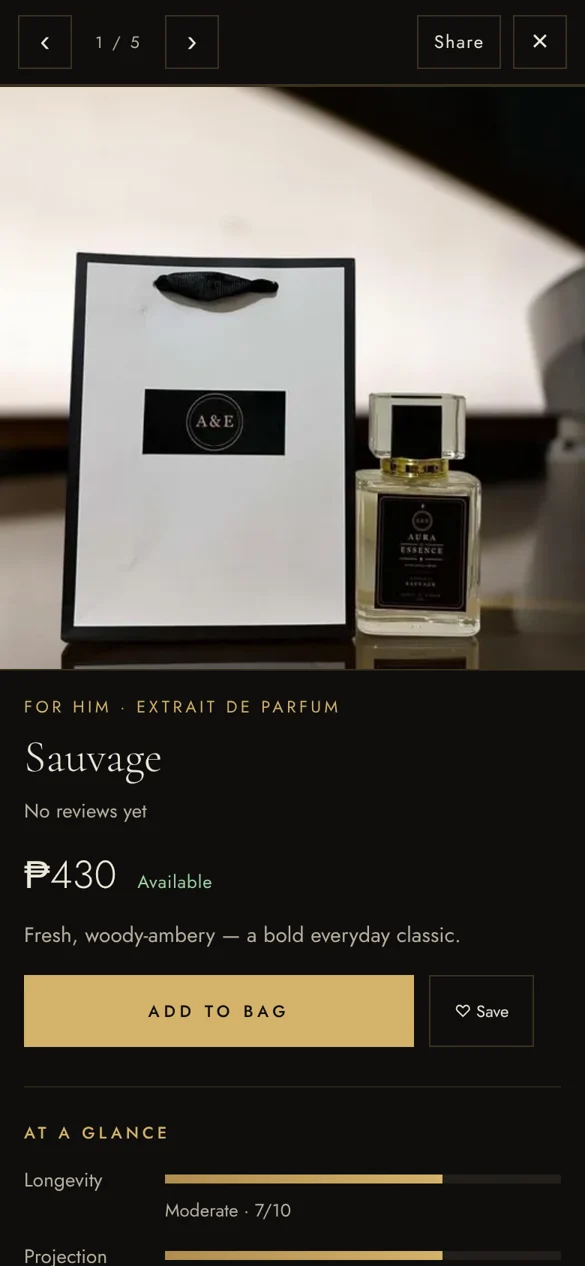 ‹ 1 / 5 › Share ✕
A&E
A&E
AURA
ESSENCE
SAUVAGE
FOR HIM · EXTRAIT DE PARFUM
Sauvage
No reviews yet
₱430 Available
Fresh, woody-ambery — a bold everyday classic.
ADD TO BAG ♡ Save
AT A GLANCE
Longevity
Moderate · 7/10
Projection